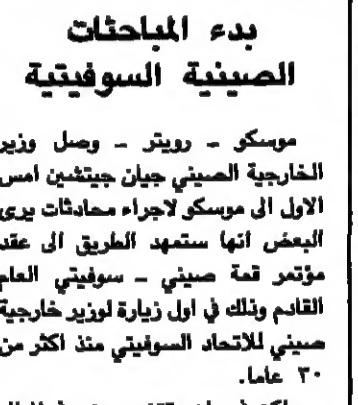 بدء المباحثات
الصينية السوفيتية
موسكو - رويتر - وصل وزير
الخارجية الصيني جيان جيتشين امس
الاول الى موسكو لاجراء محادثات يرى
البعض انها ستمهد الطريق الى عقد
مؤتمر قمة صيني - سوفيتي العام
القادم وذلك في اول زيارة لوزير خارجية
صيني للاتحاد السوفيتي منذ اكثر من
٣٠ عاما.